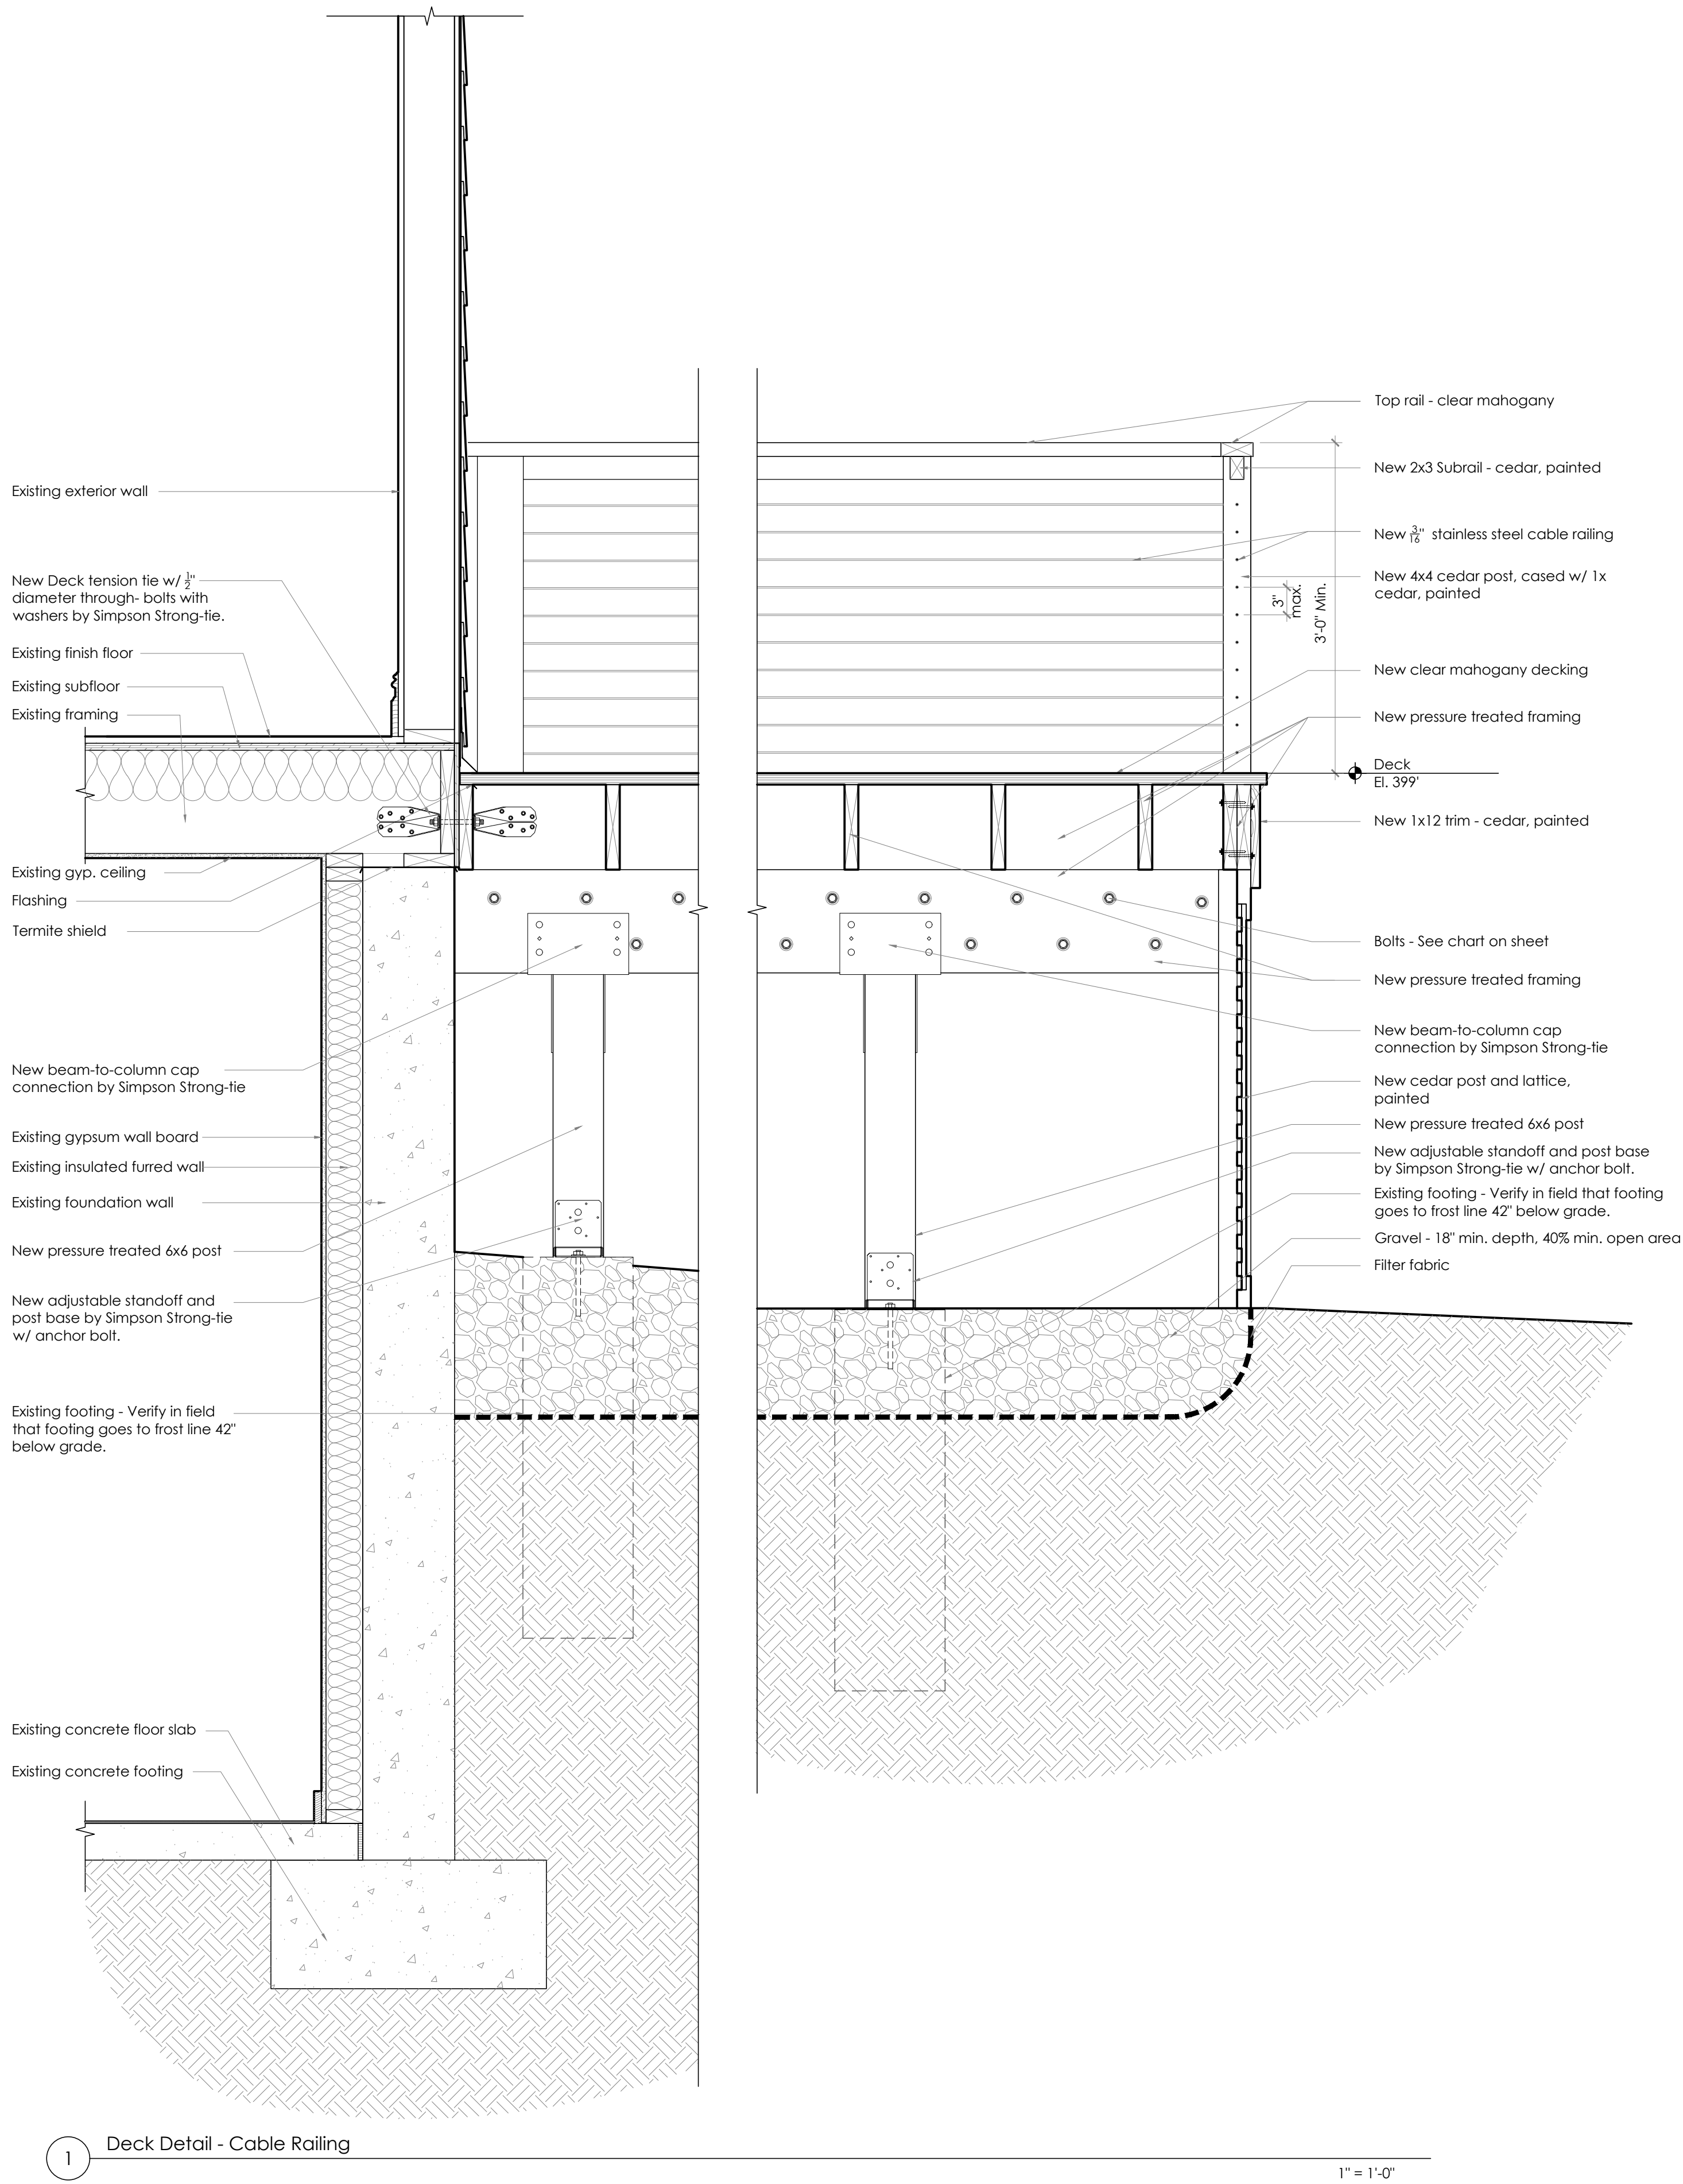 Existing exterior wall
New Deck tension tie w/ 1/2"
diameter through- bolts with
washers by Simpson Strong-tie.
Existing finish floor
Existing subfloor
Existing framing
Existing gyp. ceiling
Flashing
Termite shield
New beam-to-column cap
connection by Simpson Strong-tie
Existing gypsum wall board
Existing insulated furred wall
Existing foundation wall
New pressure treated 6x6 post
New adjustable standoff and
post base by Simpson Strong-tie
w/ anchor bolt.
Existing footing - Verify in field
that footing goes to frost line 42"
below grade.
Existing concrete floor slab
Existing concrete footing
Top rail - clear mahogany
New 2x3 Subrail - cedar, painted
New 3/16" stainless steel cable railing
New 4x4 cedar post, cased w/ 1x
cedar, painted
3"
max.
3'-0" Min.
New clear mahogany decking
New pressure treated framing
Deck
El. 399'
New 1x12 trim - cedar, painted
Bolts - See chart on sheet
New pressure treated framing
New beam-to-column cap
connection by Simpson Strong-tie
New cedar post and lattice,
painted
New pressure treated 6x6 post
New adjustable standoff and post base
by Simpson Strong-tie w/ anchor bolt.
Existing footing - Verify in field that footing
goes to frost line 42" below grade.
Gravel - 18" min. depth, 40% min. open area
Filter fabric
1
Deck Detail - Cable Railing
1" = 1'-0"